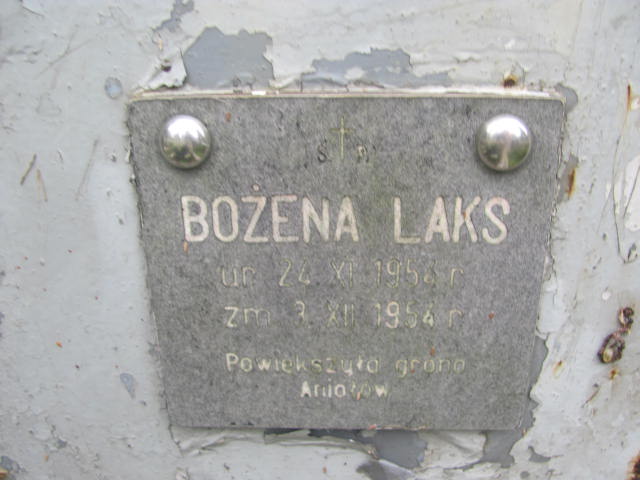 Ś † P
BOŻENA LAKS
ur. 24 XI 1954 r.
zm. 3 XII 1954 r.
Powiększyła grono
Aniołów